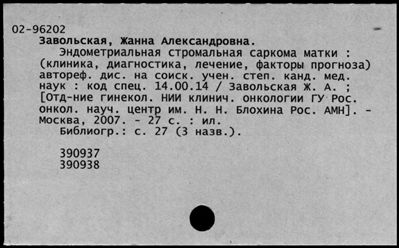 02-96202
Завольская, Жанна Александровна.
Эндометриальная стромальная саркома матки :
(клиника, диагностика, лечение, факторы прогноза)
автореф. дис. на соиск. учен. степ. канд. мед.
наук : код спец. 14.00.14 / Завольская Ж. А. ;
[Отд-ние гинекол. НИИ клинич. онкологии ГУ Рос.
онкол. науч. центр им. Н. Н. Блохина Рос. АМН]. -
Москва, 2007. - 27 с. : ил.
Библиогр.: с. 27 (3 назв.).
390937
390938